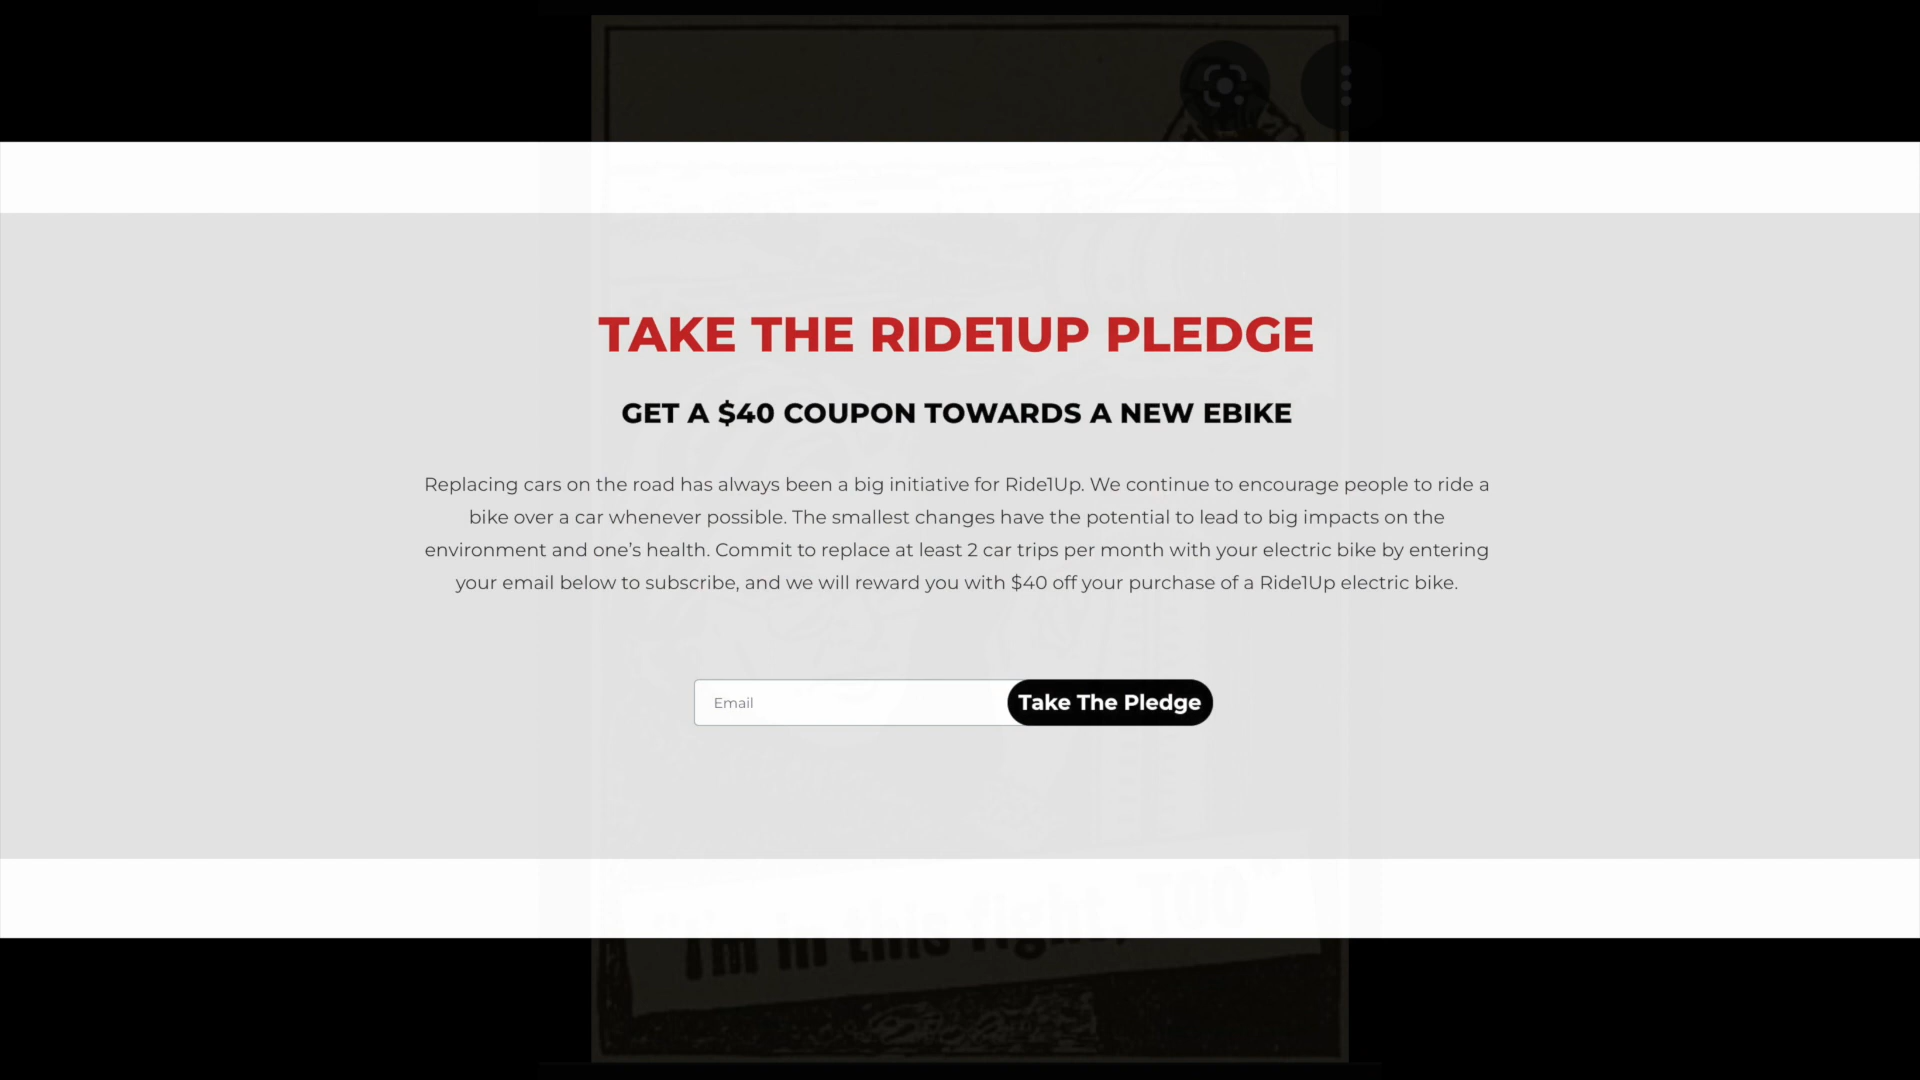 TAKE THE RIDE1UP PLEDGE
GET A $40 COUPON TOWARDS A NEW EBIKE
Replacing cars on the road has always been a big initiative for Ride1Up. We continue to encourage people to ride a
bike over a car whenever possible. The smallest changes have the potential to lead to big impacts on the
environment and one’s health. Commit to replace at least 2 car trips per month with your electric bike by entering
your email below to subscribe, and we will reward you with $40 off your purchase of a Ride1Up electric bike.
Email
Take The Pledge
"I'm in this fight, TOO"